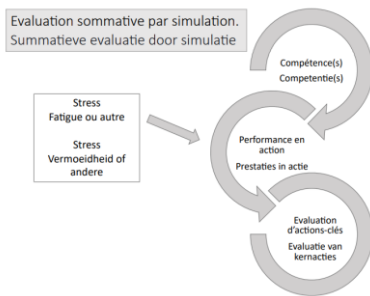 Evaluation sommative par simulation.
Summatieve evaluatie door simulatie
Compétence(s)
Competentie(s)
Stress
Fatigue ou autre
Stress
Vermoeidheid of
andere
Performance en
action
Prestaties in actie
Evaluation
d'actions-clés
Evaluatie van
kernacties